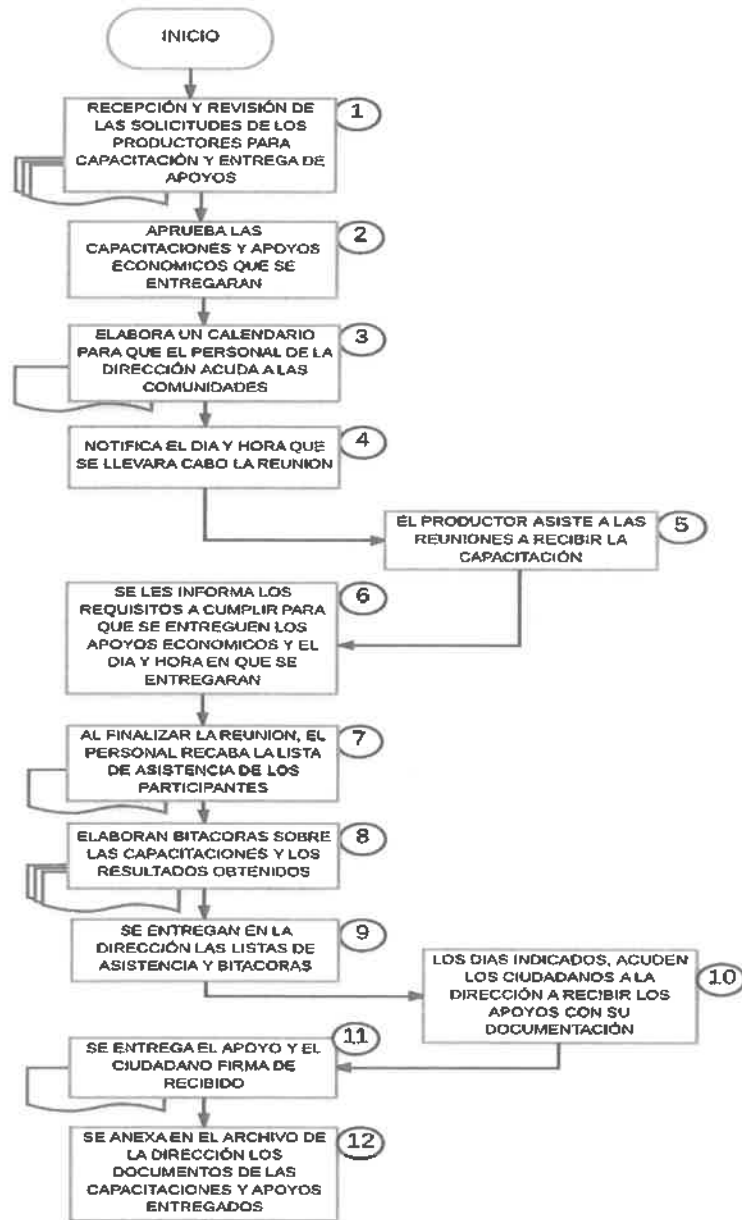 INICIO
1
RECEPCIÓN Y REVISIÓN DE
LAS SOLICITUDES DE LOS
PRODUCTORES PARA
CAPACITACIÓN Y ENTREGA DE
APOYOS
2
APRUEBA LAS
CAPACITACIONES Y APOYOS
ECONOMICOS QUE SE
ENTREGARAN
3
ELABORA UN CALENDARIO
PARA QUE EL PERSONAL DE LA
DIRECCIÓN ACUDA A LAS
COMUNIDADES
4
NOTIFICA EL DIA Y HORA QUE
SE LLEVARA CABO LA REUNION
5
EL PRODUCTOR ASISTE A LAS
REUNIONES A RECIBIR LA
CAPACITACIÓN
6
SE LES INFORMA LOS
REQUISITOS A CUMPLIR PARA
QUE SE ENTREGUEN LOS
APOYOS ECONOMICOS Y EL
DIA Y HORA EN QUE SE
ENTREGARAN
7
AL FINALIZAR LA REUNION, EL
PERSONAL RECABA LA LISTA
DE ASISTENCIA DE LOS
PARTICIPANTES
8
ELABORAN BITACORAS SOBRE
LAS CAPACITACIONES Y LOS
RESULTADOS OBTENIDOS
9
SE ENTREGAN EN LA
DIRECCIÓN LAS LISTAS DE
ASISTENCIA Y BITACORAS
10
LOS DIAS INDICADOS, ACUDEN
LOS CIUDADANOS A LA
DIRECCIÓN A RECIBIR LOS
APOYOS CON SU
DOCUMENTACIÓN
11
SE ENTREGA EL APOYO Y EL
CIUDADANO FIRMA DE
RECIBIDO
12
SE ANEXA EN EL ARCHIVO DE
LA DIRECCIÓN LOS
DOCUMENTOS DE LAS
CAPACITACIONES Y APOYOS
ENTREGADOS